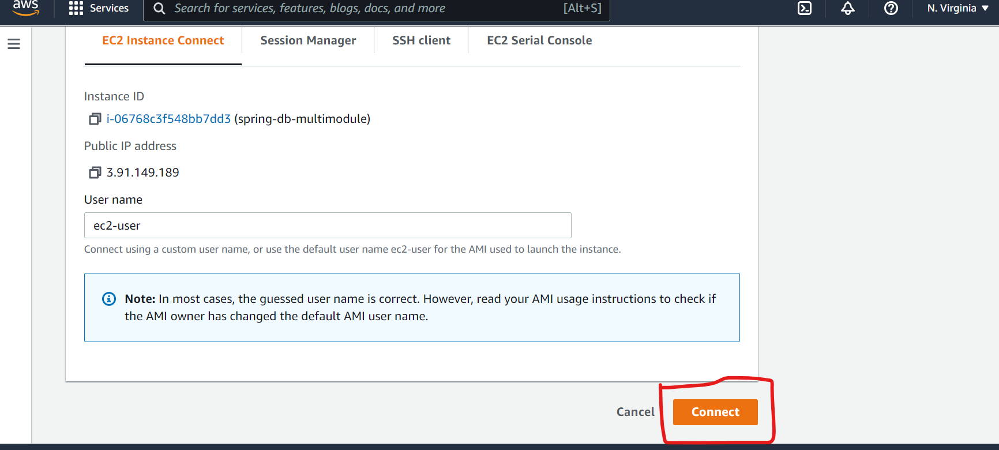 aws Services Search for services, features, blogs, docs, and more [Alt+S] N. Virginia
EC2 Instance Connect Session Manager SSH client EC2 Serial Console
Instance ID
i-06768c3f548bb7dd3 (spring-db-multimodule)
Public IP address
3.91.149.189
User name
ec2-user
Connect using a custom user name, or use the default user name ec2-user for the AMI used to launch the instance.
Note: In most cases, the guessed user name is correct. However, read your AMI usage instructions to check if
the AMI owner has changed the default AMI user name.
Cancel Connect